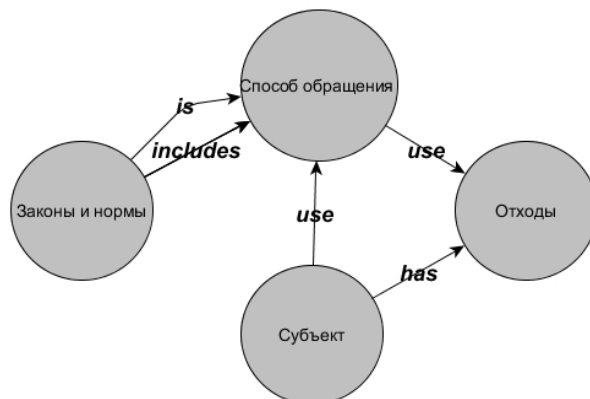 Способ обращения
is
includes
use
Законы и нормы
Отходы
use
has
Субъект